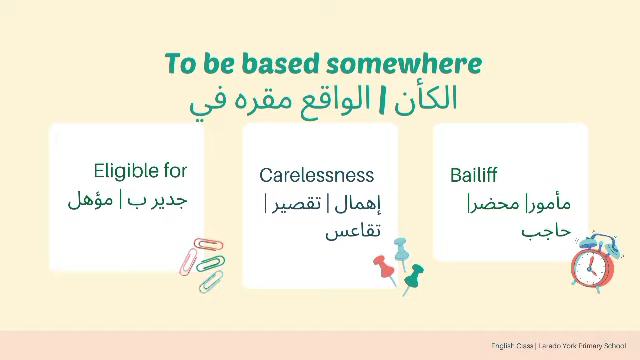 To be based somewhere
الكأن | الواقع مقره في
Eligible for
جدير ب | مؤهل
Carelessness
إهمال | تقصير |
تقاعس
Bailiff
مأمور| محضر|
حاجب
English Class | Laredo York Primary School